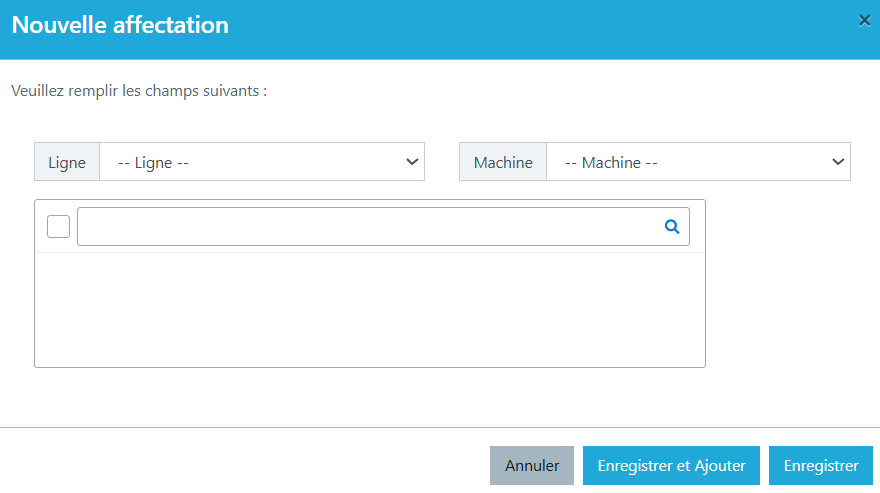 Nouvelle affectation
×
Veuillez remplir les champs suivants :
Ligne -- Ligne -- Machine -- Machine --
Annuler Enregistrer et Ajouter Enregistrer